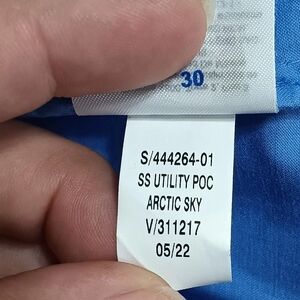 30
S/444264-01
SS UTILITY POC
ARCTIC SKY
V/311217
05/22